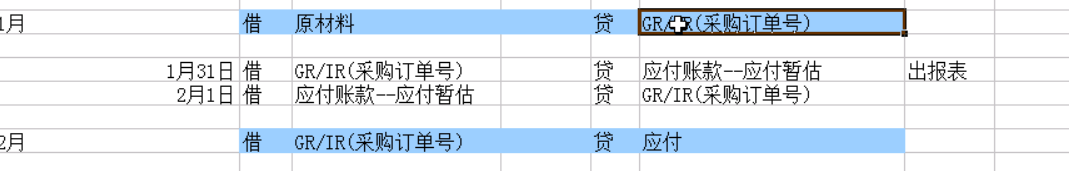 1月 借 原材料 贷 GR/IR(采购订单号)
1月31日 借 GR/IR(采购订单号) 贷 应付账款--应付暂估 出报表
2月1日 借 应付账款--应付暂估 贷 GR/IR(采购订单号)
2月 借 GR/IR(采购订单号) 贷 应付